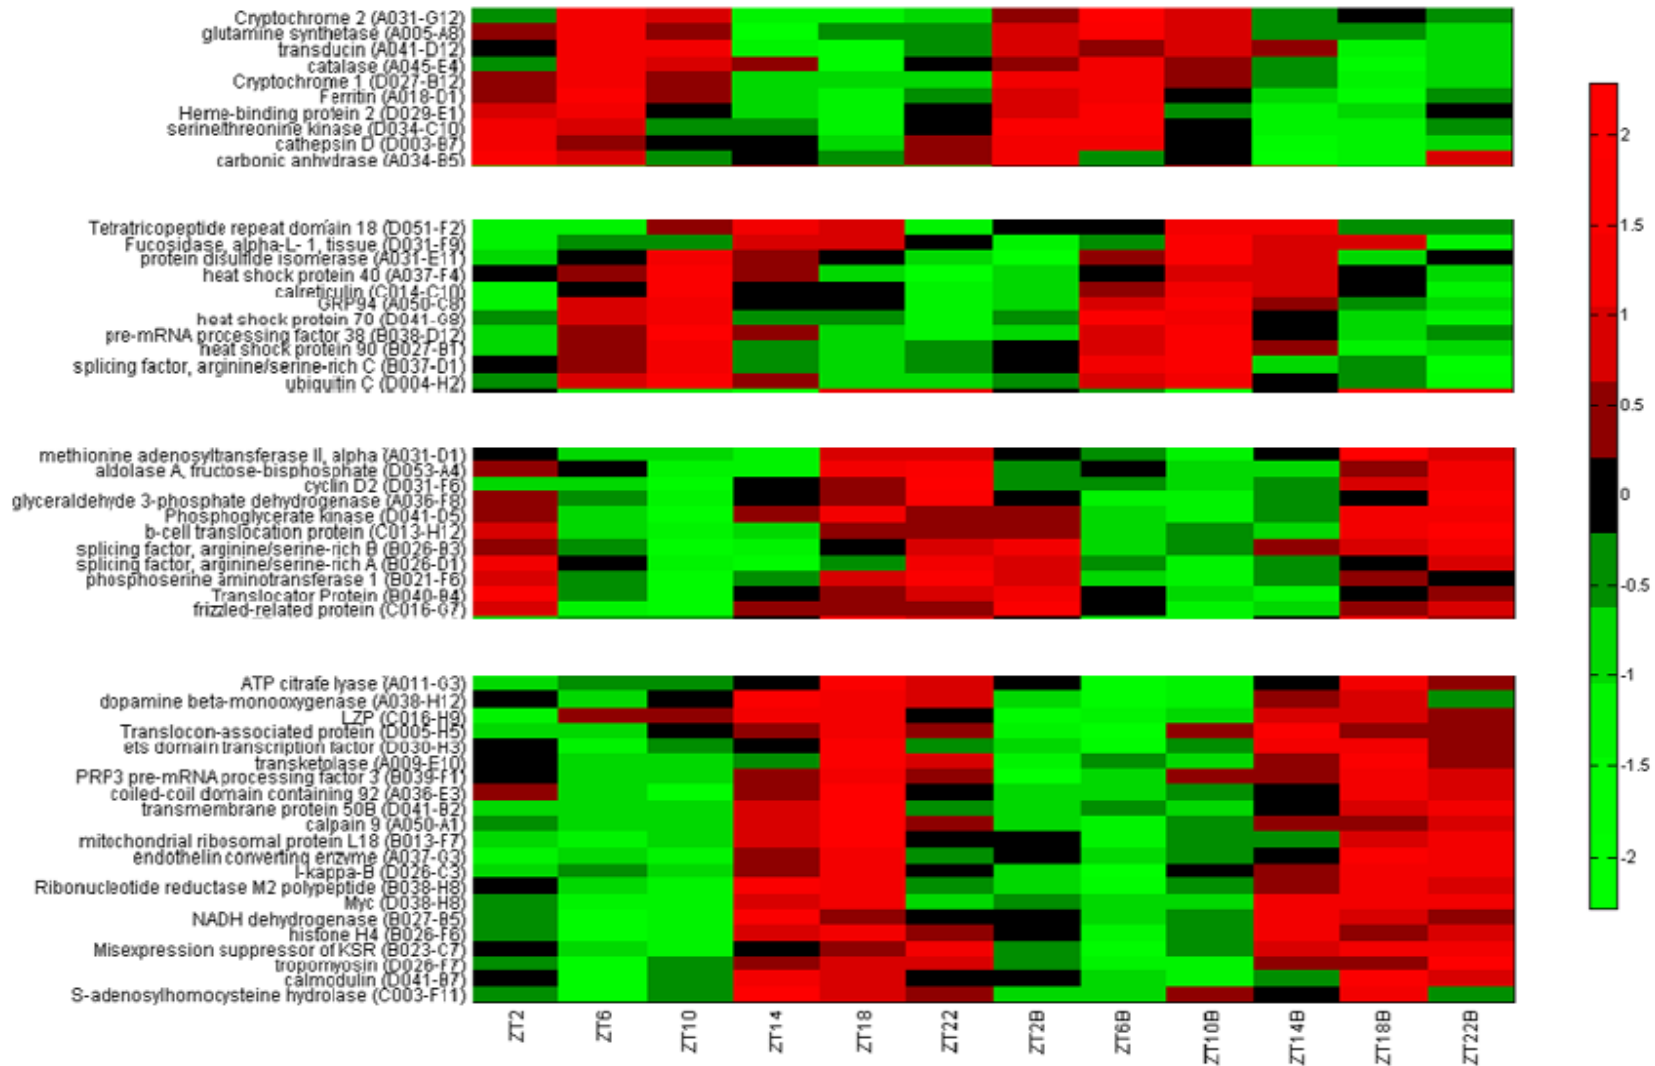 Cryptochrome 2 (A031-G12)
glutamine synthetase (A005-A8)
transducin (A041-D12)
catalase (A045-E4)
Cryptochrome 1 (D027-B12)
Ferritin (A018-D1)
Heme-binding protein 2 (D029-E1)
serine/threonine kinase (D034-C10)
cathepsin D (D003-B7)
carbonic anhydrase (A034-B5)
Tetratricopeptide repeat domain 18 (D051-F2)
Fucosidase, alpha-L- 1, tissue (D031-F9)
protein disulfide isomerase (A031-E11)
heat shock protein 40 (A037-F4)
calreticulin (C014-C10)
GRP94 (A050-C8)
heat shock protein 70 (D041-G8)
pre-mRNA processing factor 38 (B038-D12)
heat shock protein 90 (B027-B1)
splicing factor, arginine/serine-rich C (B037-D1)
ubiquitin C (D004-H2)
methionine adenosyltransferase II, alpha (A031-D1)
aldolase A, fructose-bisphosphate (D053-A4)
cyclin D2 (D031-F6)
glyceraldehyde 3-phosphate dehydrogenase (A036-F8)
Phosphoglycerate kinase (D041-D5)
b-cell translocation protein (C013-H12)
splicing factor, arginine/serine-rich B (B026-B3)
splicing factor, arginine/serine-rich A (B026-D1)
phosphoserine aminotransferase 1 (B021-F6)
Translocator Protein (B040-B4)
frizzled-related protein (C016-G7)
ATP citrate lyase (A011-G3)
dopamine beta-monooxygenase (A038-H12)
LZP (C016-H9)
Translocon-associated protein (D005-H5)
ets domain transcription factor (D030-H3)
transketolase (A009-E10)
PRP3 pre-mRNA processing factor 3 (B039-F1)
coiled-coil domain containing 92 (A036-E3)
transmembrane protein 50B (D041-B2)
calpain 9 (A050-A1)
mitochondrial ribosomal protein L18 (B013-F7)
endothelin converting enzyme (A037-G3)
I-kappa-B (D026-C3)
Ribonucleotide reductase M2 polypeptide (B038-H8)
Myc (D038-H8)
NADH dehydrogenase (B027-B5)
histone H4 (B026-F6)
Misexpression suppressor of KSR (B023-C7)
tropomyosin (D026-F7)
calmodulin (D041-B7)
S-adenosylhomocysteine hydrolase (C003-F11)
ZT2 ZT6 ZT10 ZT14 ZT18 ZT22 ZT2B ZT6B ZT10B ZT14B ZT18B ZT22B
2
1.5
1
0.5
0
-0.5
-1
-1.5
-2